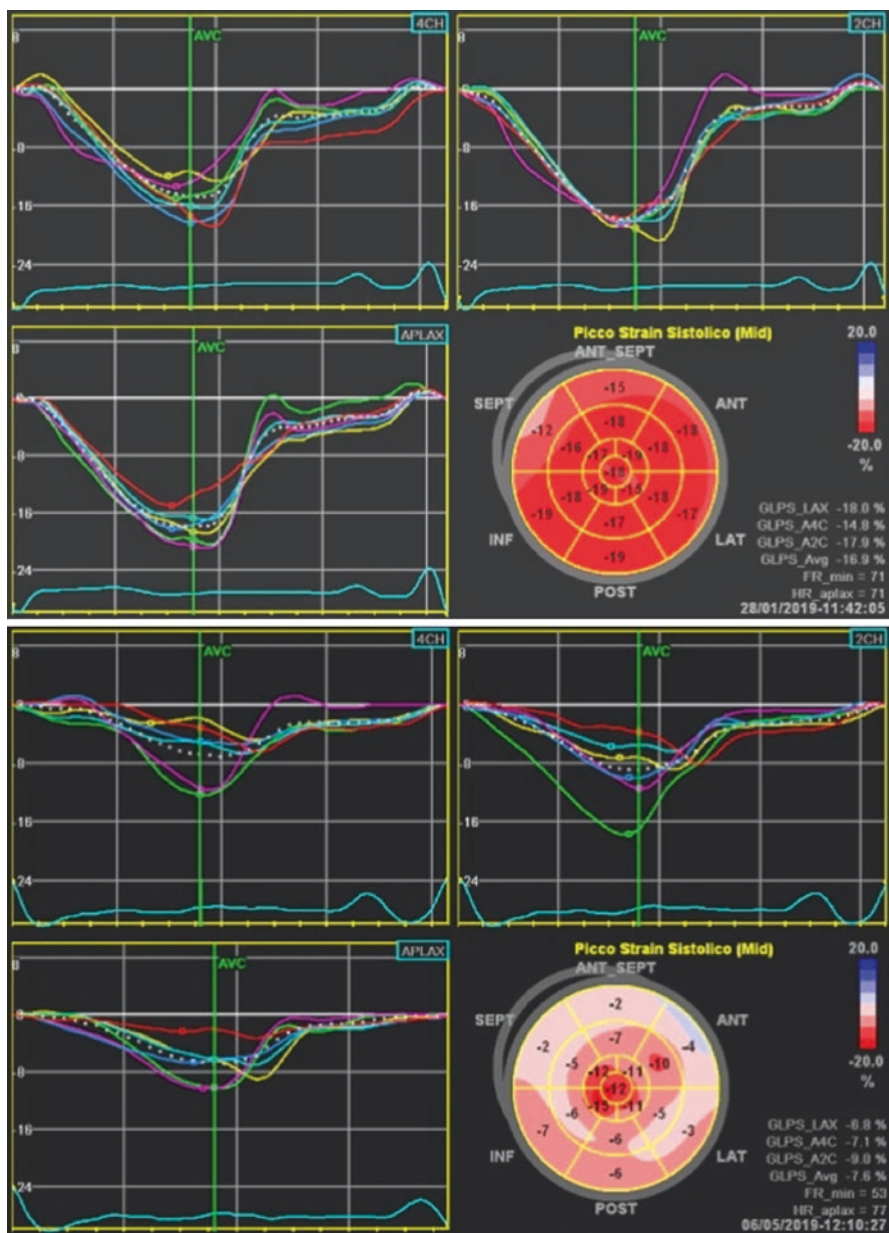 8 AVC 4CH
-8
-16
-24
8 AVC 2CH
-8
-16
-24
8 AVC APLAX
-8
-16
-24
Picco Strain Sistolico (Mid)
ANT_SEPT
SEPT
ANT
INF
LAT
POST
-15
-12
-18
-18
-16
-17
-19
-18
-18
-18
-19
-17
-17
-19
20.0
-20.0
%
GLPS_LAX -18.0 %
GLPS_A4C -14.8 %
GLPS_A2C -17.9 %
GLPS_Avg -16.9 %
FR_min = 71
HR_aplax = 71
28/01/2019-11:42:05
8 AVC 4CH
-8
-16
-24
8 AVC 2CH
-8
-16
-24
8 AVC APLAX
-8
-16
-24
Picco Strain Sistolico (Mid)
ANT_SEPT
SEPT
ANT
INF
LAT
POST
-2
-2
-7
-4
-5
-12
-11
-10
-12
-15
-11
-6
-5
-7
-3
-6
-6
20.0
-20.0
%
GLPS_LAX -6.8 %
GLPS_A4C -7.1 %
GLPS_A2C -9.0 %
GLPS_Avg -7.6 %
FR_min = 53
HR_aplax = 77
06/05/2019-12:10:27